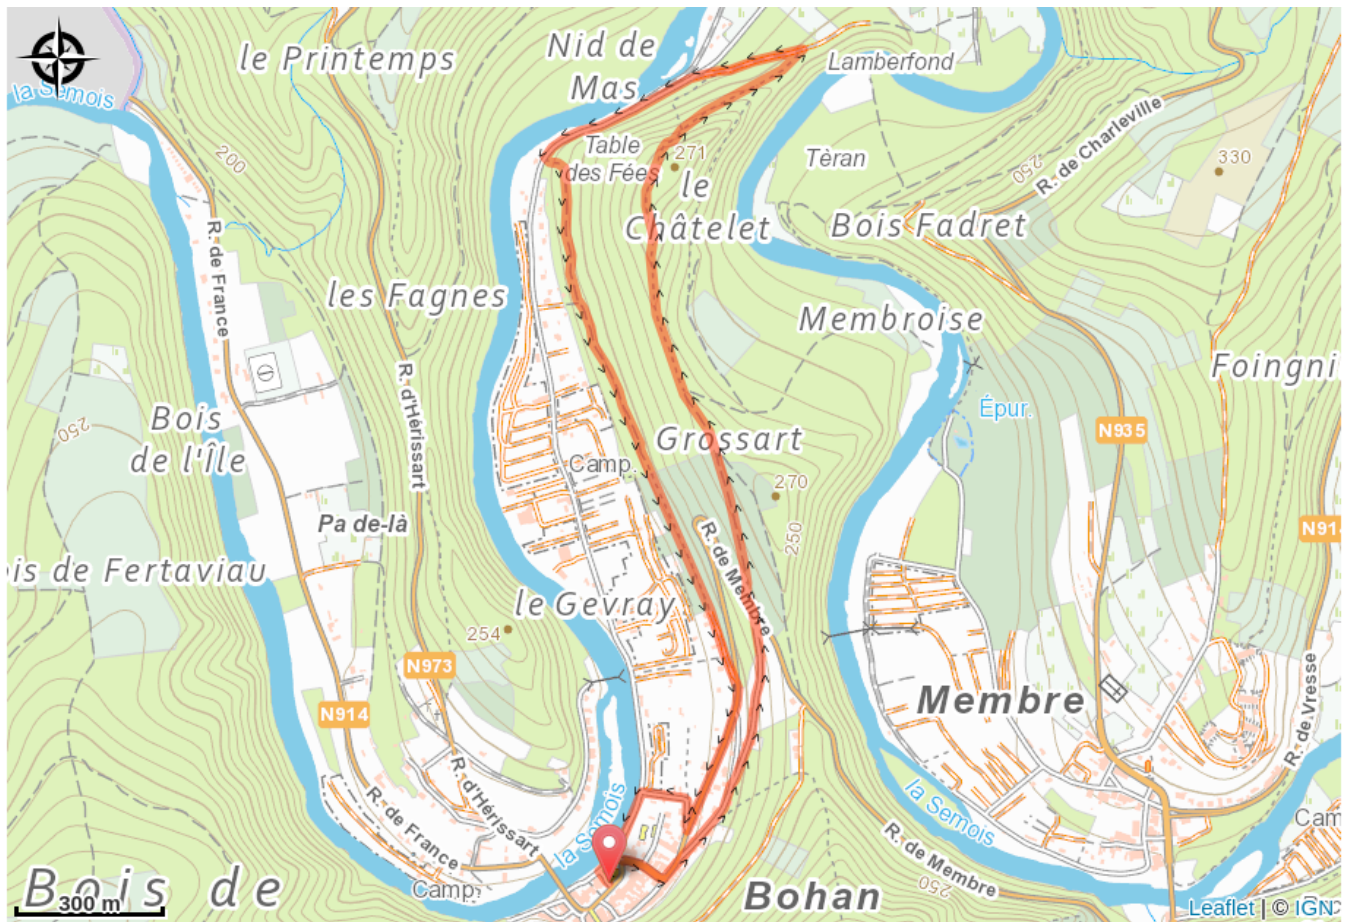 le Printemps
Nid de
Mas
Lamberfond
la Semois
Table
des Fées
271
le
Châtelet
Tèran
R. de Charleville
250
330
200
Bois Fadret
R. de France
les Fagnes
Membroise
Foingni
R. d'Hérissart
Épur.
Bois
de l'Île
250
Grossart
N935
Camp.
270
Pa de-là
250
R. de Membre
N914
is de Fertaviau
le Gevray
254
N973
N914
Membre
R. de Vresse
R. d'Hérissart
R. de France
la Semois
la Semois
Camp.
R. de Membre
250
Cam
Bois de
Bohan
300 m
Leaflet | © IGN